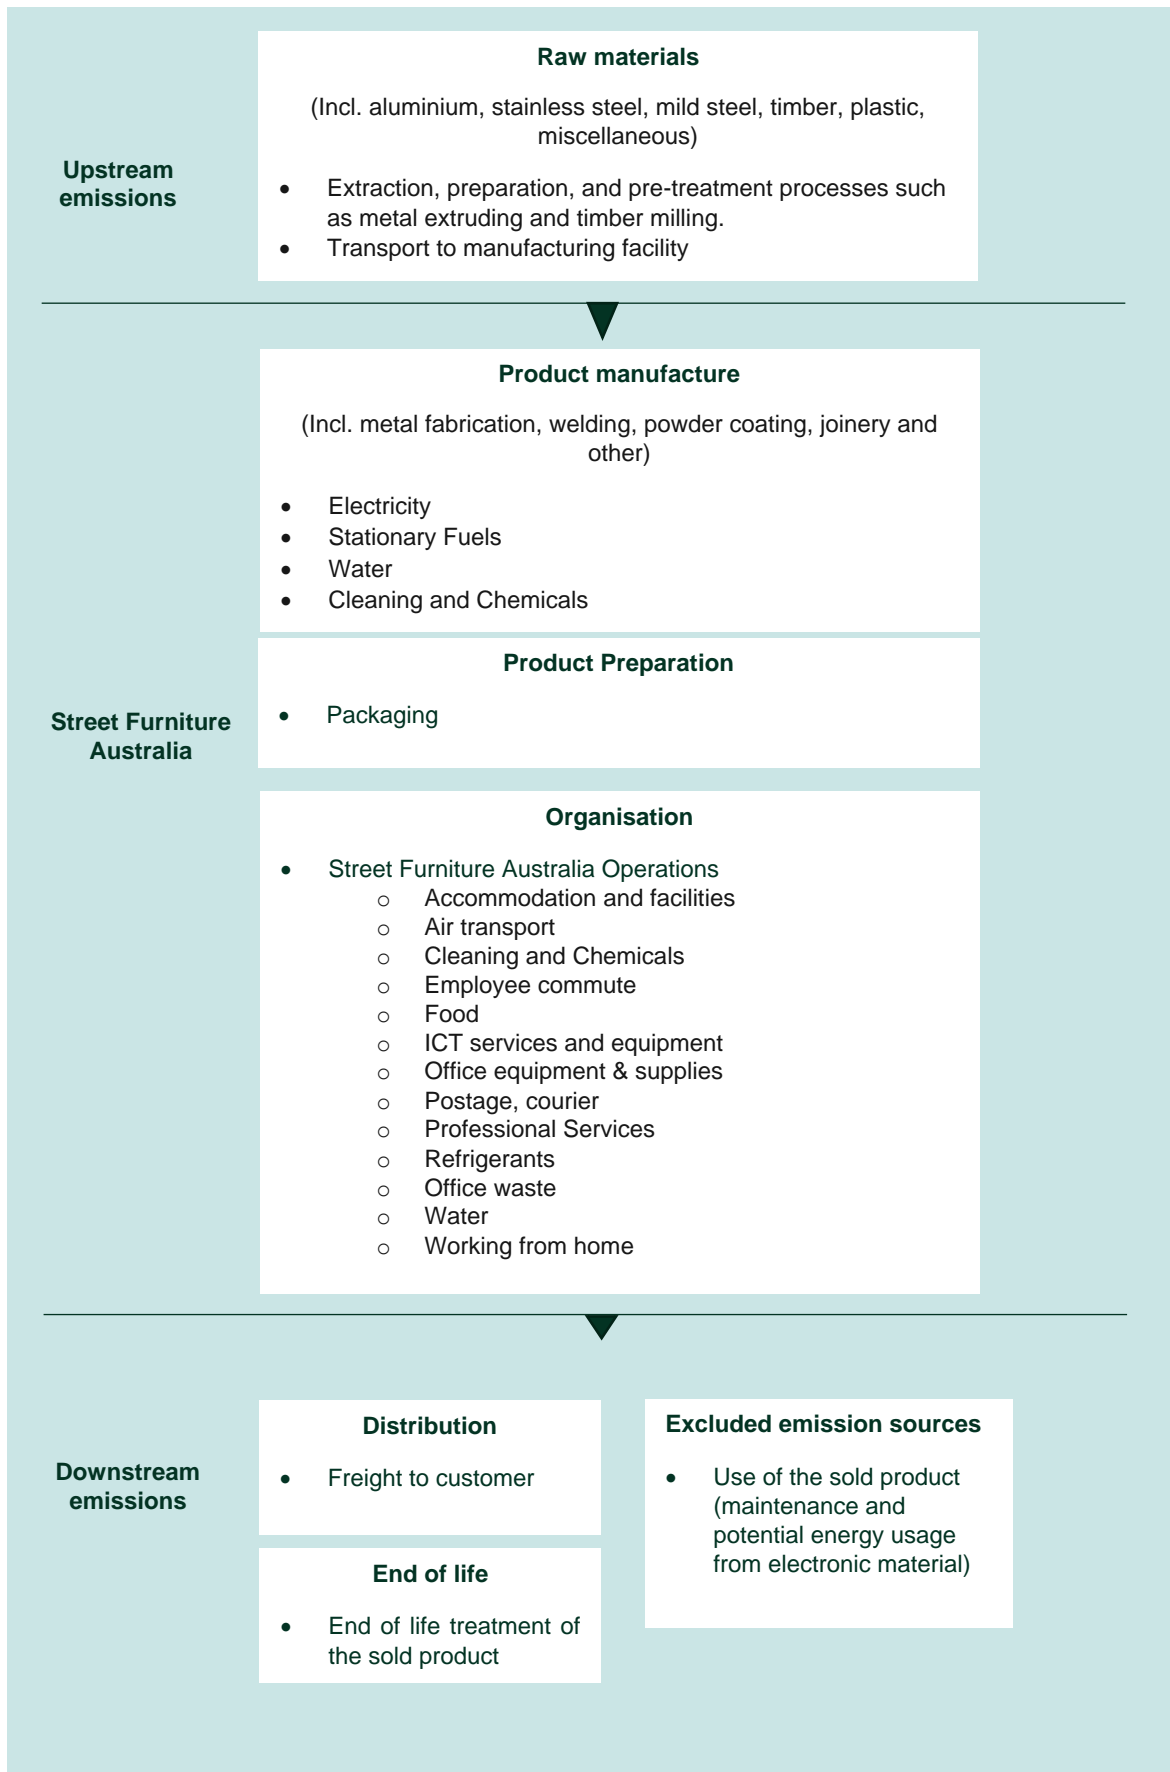 Raw materials
(Incl. aluminium, stainless steel, mild steel, timber, plastic,
miscellaneous)
Upstream
emissions
• Extraction, preparation, and pre-treatment processes such
as metal extruding and timber milling.
• Transport to manufacturing facility
Product manufacture
(Incl. metal fabrication, welding, powder coating, joinery and
other)
• Electricity
• Stationary Fuels
• Water
• Cleaning and Chemicals
Product Preparation
• Packaging
Street Furniture
Australia
Organisation
• Street Furniture Australia Operations
o Accommodation and facilities
o Air transport
o Cleaning and Chemicals
o Employee commute
o Food
o ICT services and equipment
o Office equipment & supplies
o Postage, courier
o Professional Services
o Refrigerants
o Office waste
o Water
o Working from home
Downstream
emissions
Distribution
• Freight to customer
End of life
• End of life treatment of
the sold product
Excluded emission sources
• Use of the sold product
(maintenance and
potential energy usage
from electronic material)